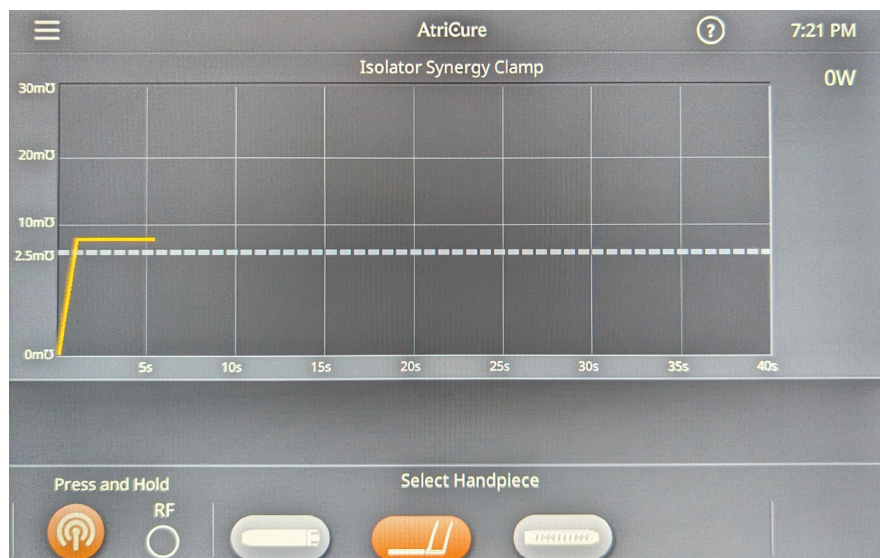 AtriCure ? 7:21 PM
Isolator Synergy Clamp
0W
30m℧
20m℧
10m℧
2.5m℧
0m℧
5s 10s 15s 20s 25s 30s 35s 40s
Press and Hold
Select Handpiece
RF